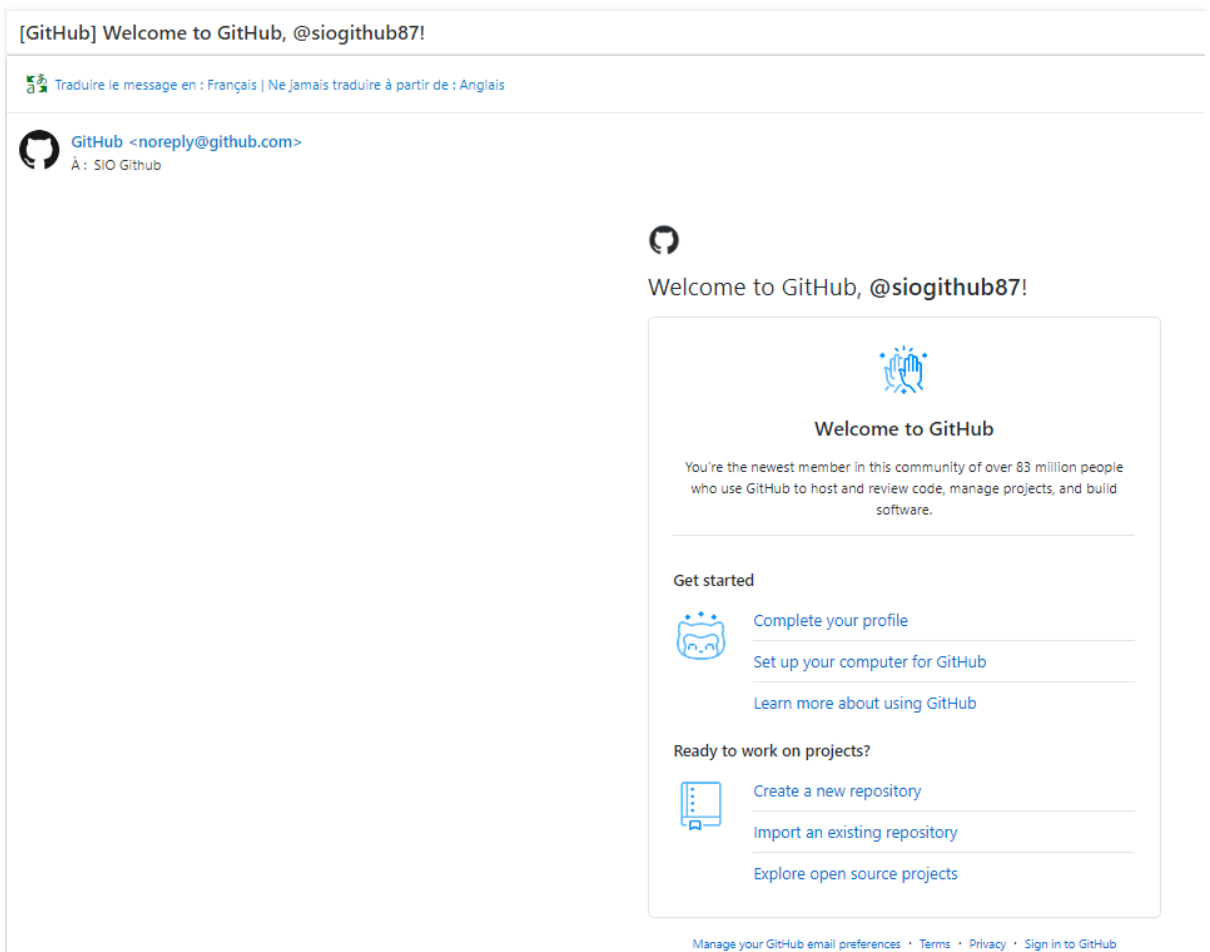 [GitHub] Welcome to GitHub, @siogithub87!
Traduire le message en : Français | Ne jamais traduire à partir de : Anglais
GitHub <noreply@github.com>
À : SIO Github
Welcome to GitHub, @siogithub87!
Welcome to GitHub
You're the newest member in this community of over 83 million people
who use GitHub to host and review code, manage projects, and build
software.
Get started
Complete your profile
Set up your computer for GitHub
Learn more about using GitHub
Ready to work on projects?
Create a new repository
Import an existing repository
Explore open source projects
Manage your GitHub email preferences · Terms · Privacy · Sign in to GitHub